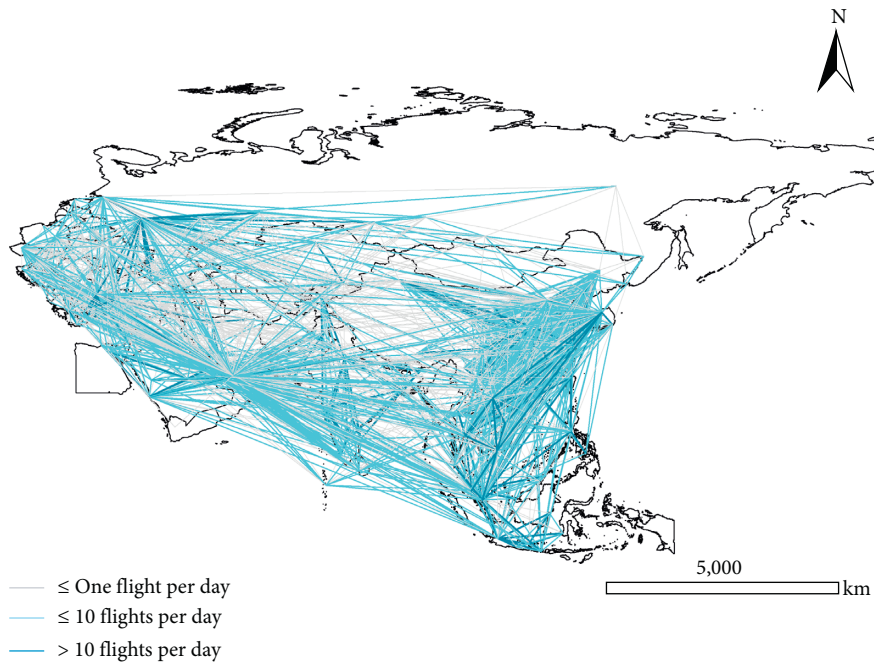 N
≤ One flight per day
≤ 10 flights per day
> 10 flights per day
5,000
km